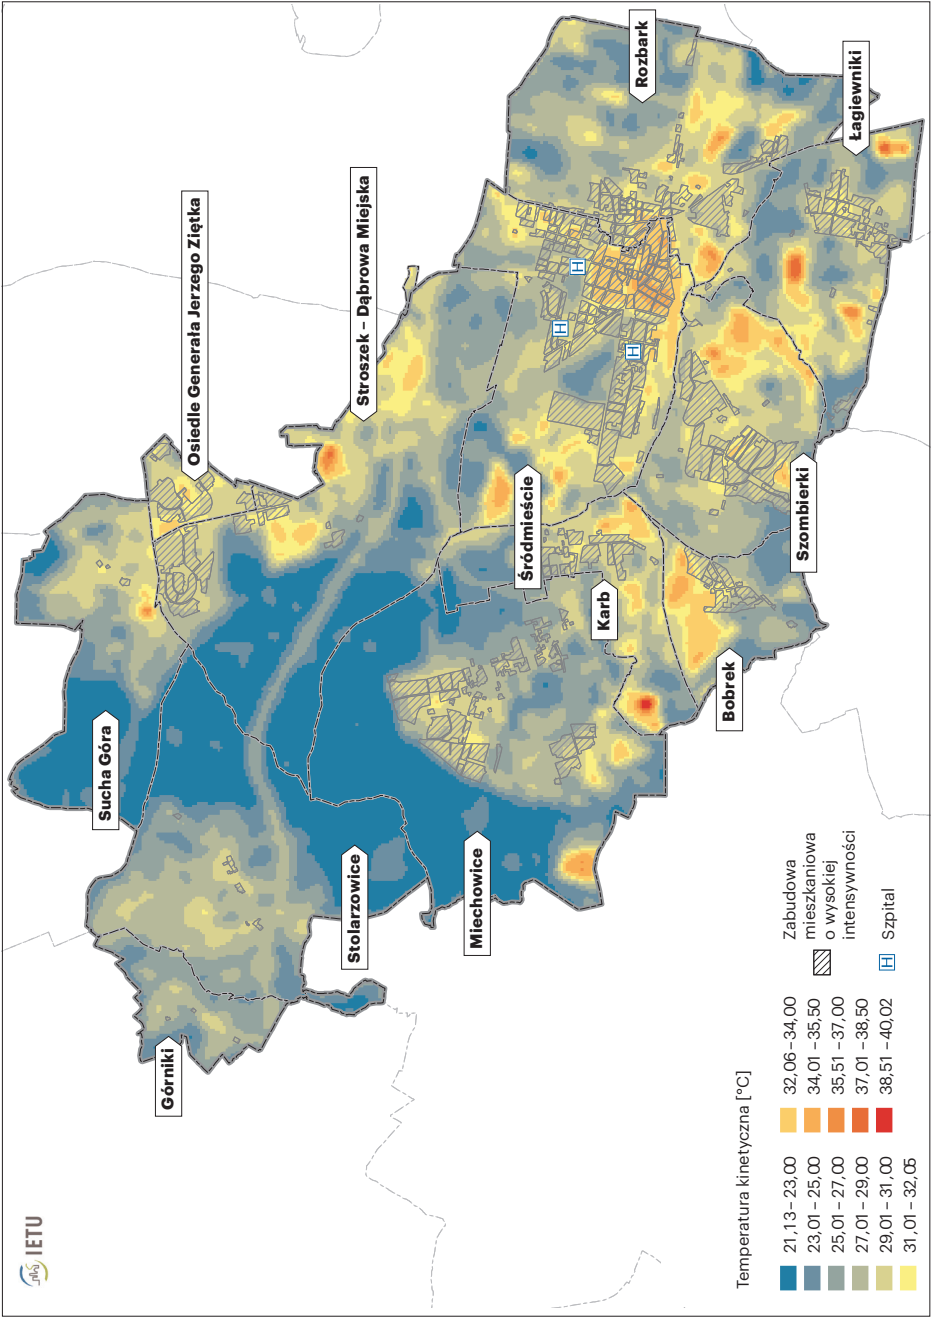 IETU
Górniki
Sucha Góra
Stolarzowice
Miechowice
Osiedle Generała Jerzego Ziętka
Stroszek – Dąbrowa Miejska
Śródmieście
Karb
Bobrek
Szombierki
Rozbark
Łagiewniki
H
H
H
Temperatura kinetyczna [°C]
21,13 – 23,00
23,01 – 25,00
25,01 – 27,00
27,01 – 29,00
29,01 – 31,00
31,01 – 32,05
32,06 – 34,00
34,01 – 35,50
35,51 – 37,00
37,01 – 38,50
38,51 – 40,02
Zabudowa
mieszkaniowa
o wysokiej
intensywności
H Szpital